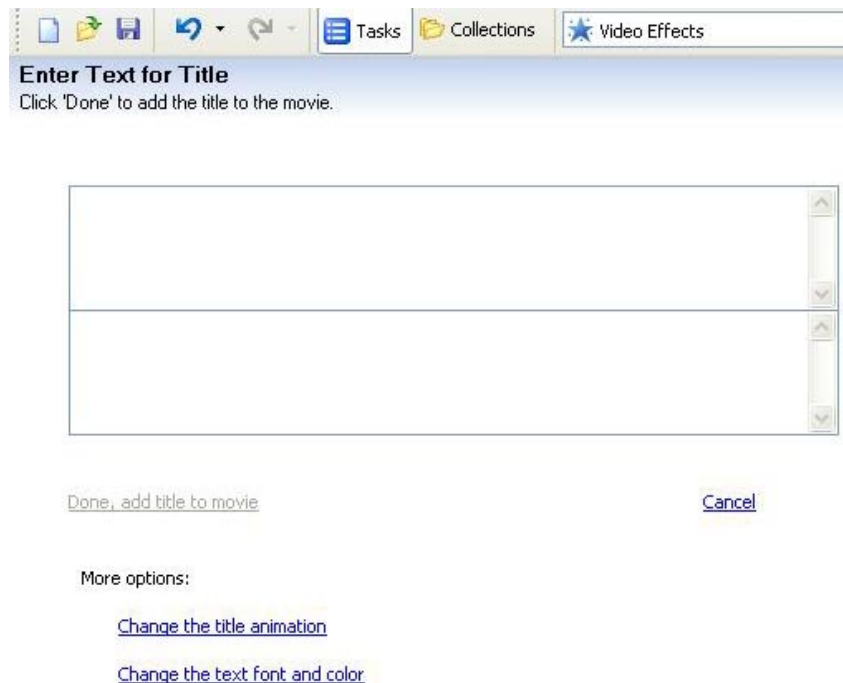 Tasks Collections Video Effects
Enter Text for Title
Click 'Done' to add the title to the movie.
Done, add title to movie Cancel
More options:
Change the title animation
Change the text font and color